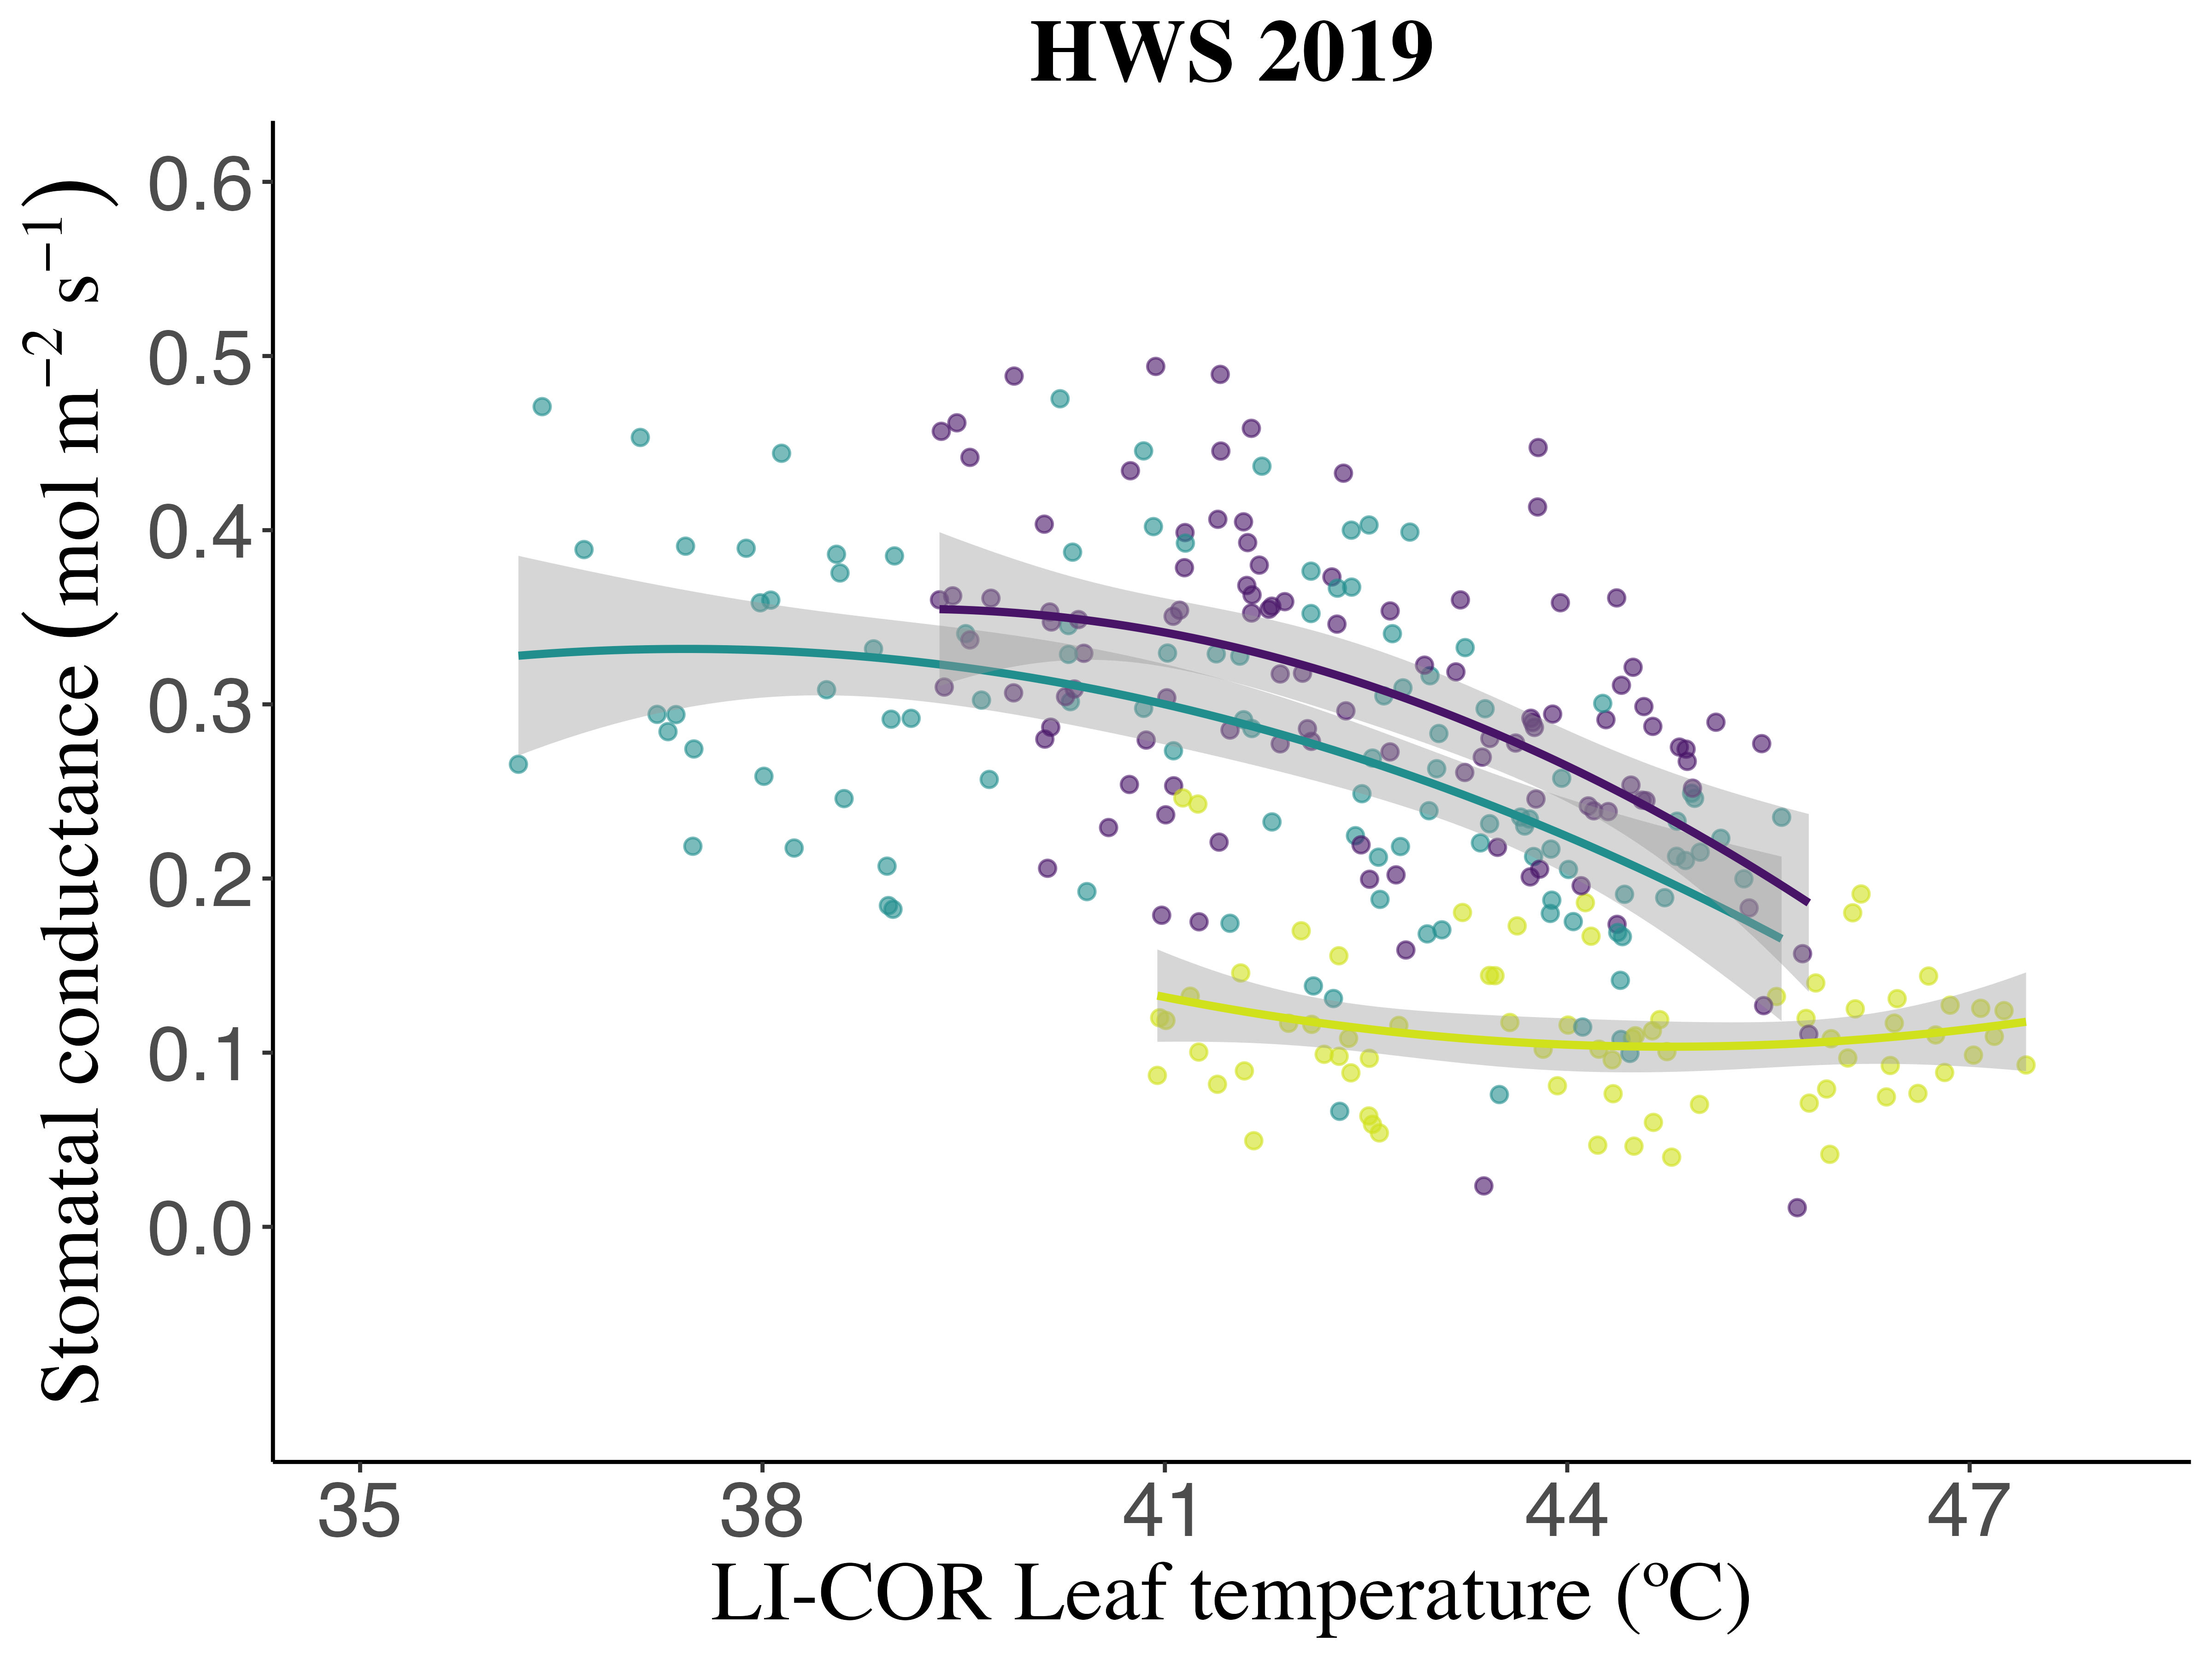 HWS 2019
Stomatal conductance (mol m⁻² s⁻¹)
0.6
0.5
0.4
0.3
0.2
0.1
0.0
35 38 41 44 47
LI-COR Leaf temperature (ºC)